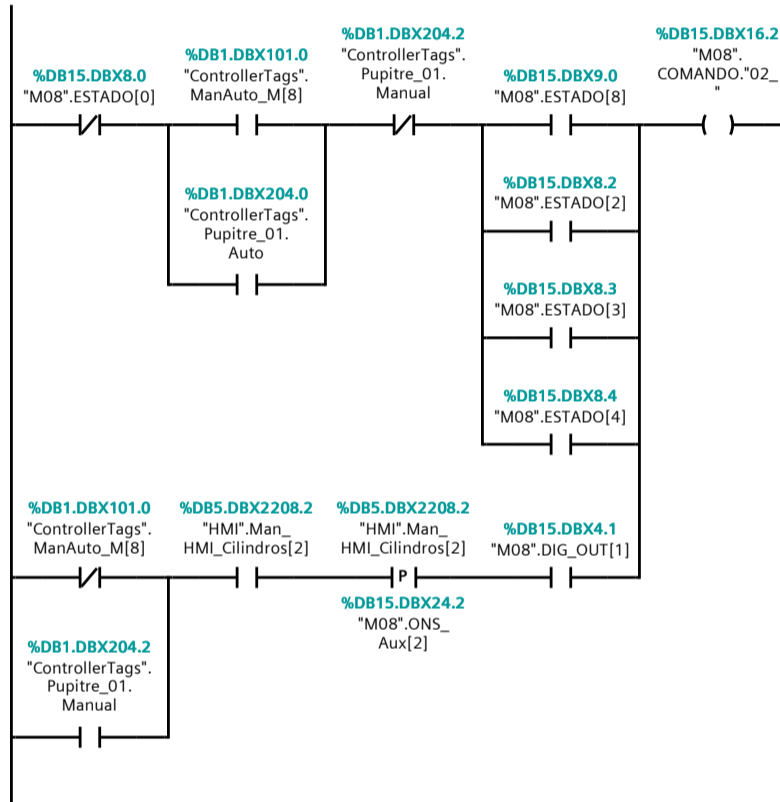 %DB15.DBX8.0
"M08".ESTADO[0]
%DB1.DBX101.0
"ControllerTags".
ManAuto_M[8]
%DB1.DBX204.2
"ControllerTags".
Pupitre_01.
Manual
%DB15.DBX9.0
"M08".ESTADO[8]
%DB15.DBX16.2
"M08".
COMANDO."02_
"
%DB1.DBX204.0
"ControllerTags".
Pupitre_01.
Auto
%DB15.DBX8.2
"M08".ESTADO[2]
%DB15.DBX8.3
"M08".ESTADO[3]
%DB15.DBX8.4
"M08".ESTADO[4]
%DB1.DBX101.0
"ControllerTags".
ManAuto_M[8]
%DB5.DBX2208.2
"HMI".Man_
HMI_Cilindros[2]
%DB5.DBX2208.2
"HMI".Man_
HMI_Cilindros[2]
P
%DB15.DBX24.2
"M08".ONS_
Aux[2]
%DB15.DBX4.1
"M08".DIG_OUT[1]
%DB1.DBX204.2
"ControllerTags".
Pupitre_01.
Manual